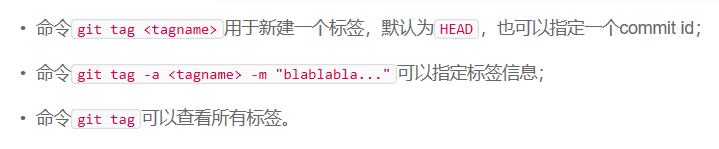 • 命令git tag <tagname>用于新建一个标签，默认为HEAD，也可以指定一个commit id；
• 命令git tag -a <tagname> -m "blablabla..."可以指定标签信息；
• 命令git tag可以查看所有标签。